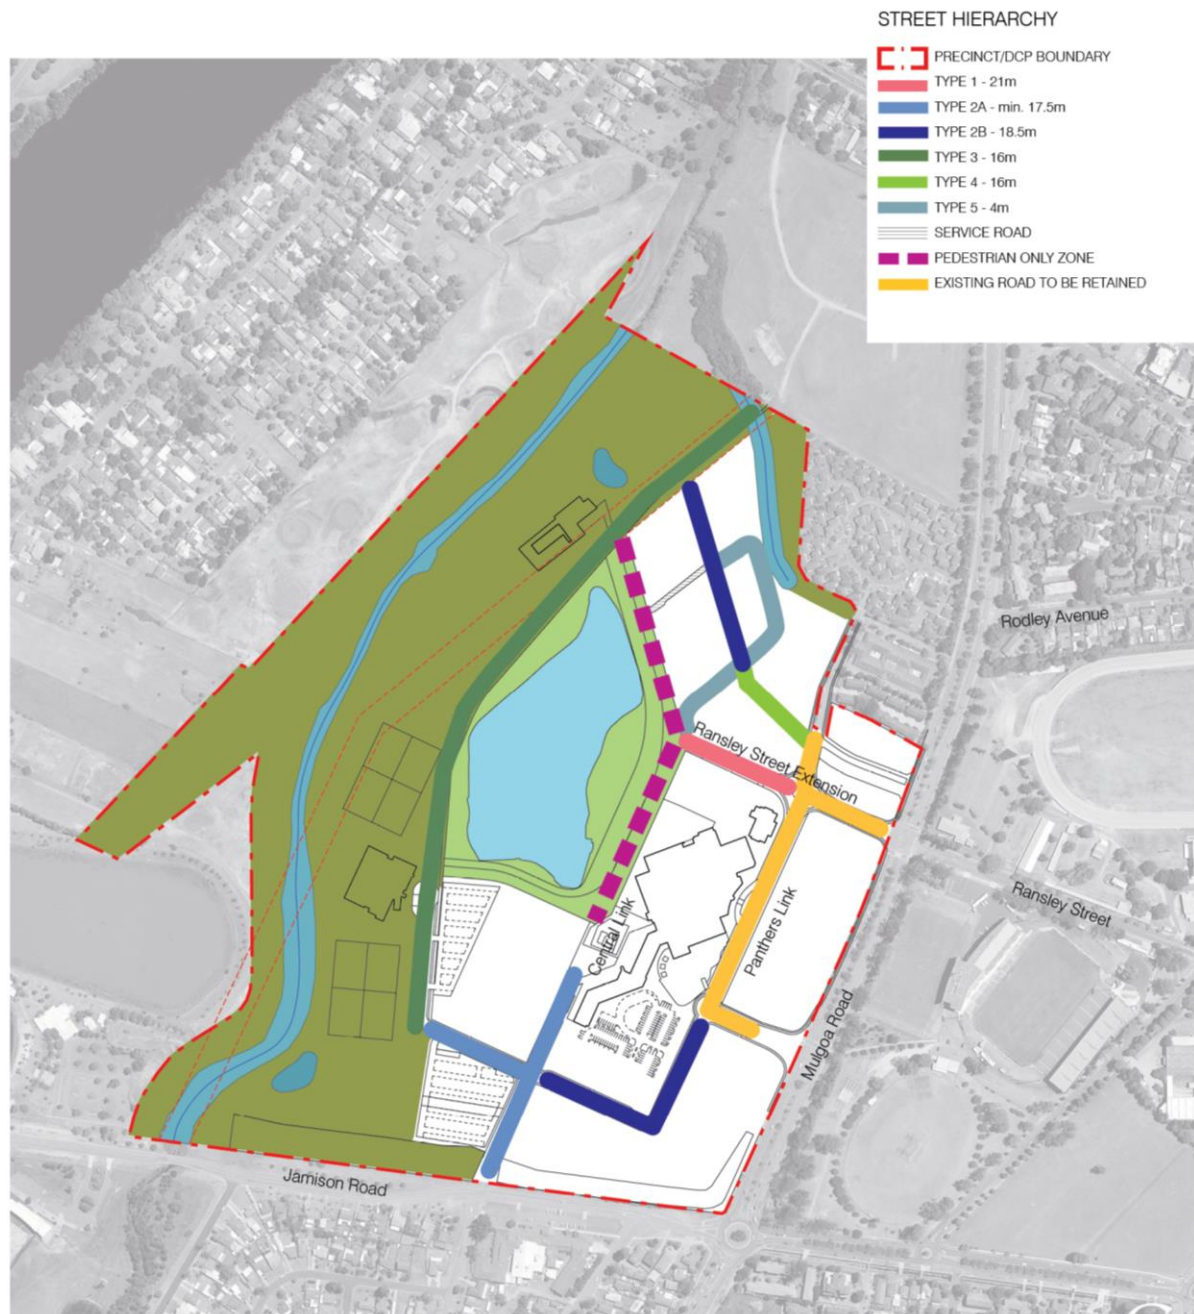 STREET HIERARCHY
PRECINCT/DCP BOUNDARY
TYPE 1 - 21m
TYPE 2A - min. 17.5m
TYPE 2B - 18.5m
TYPE 3 - 16m
TYPE 4 - 16m
TYPE 5 - 4m
SERVICE ROAD
PEDESTRIAN ONLY ZONE
EXISTING ROAD TO BE RETAINED
Rodley Avenue
Ransley Street Extension
Ransley Street
Central Link
Panthers Link
Mulgoa Road
Jamison Road